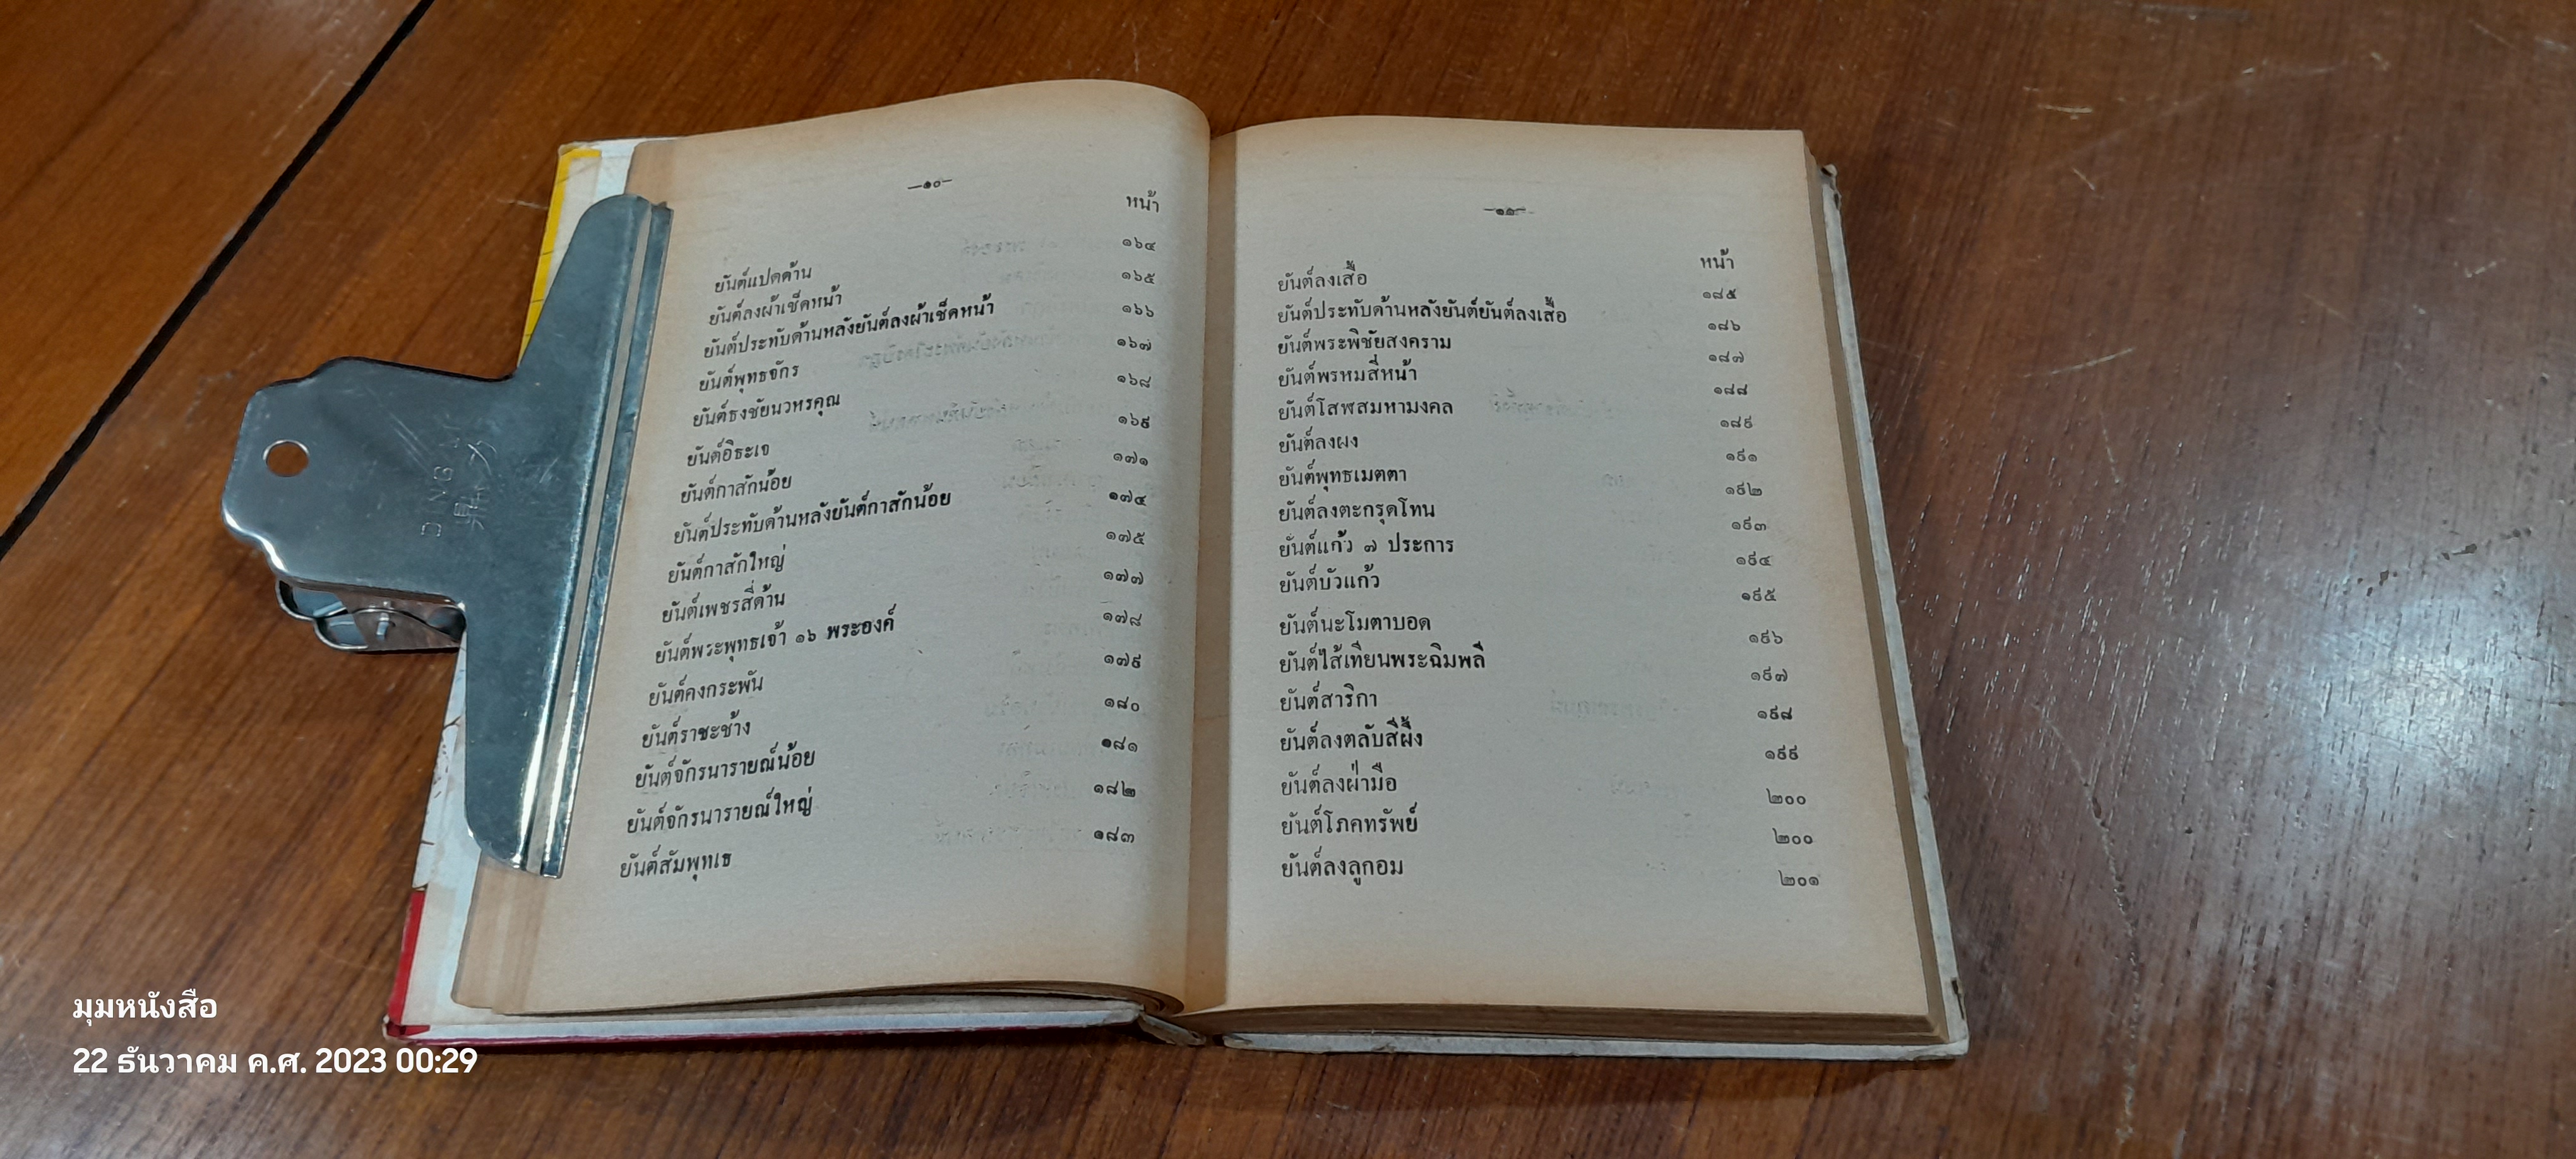 —๑๐—
หน้า
ยันต์แปดด้าน ๑๖๔
ยันต์ลงผ้าเช็ดหน้า ๑๖๕
ยันต์ประทับด้านหลังยันต์ลงผ้าเช็ดหน้า ๑๖๖
ยันต์พุทธจักร ๑๖๗
ยันต์ธงชัยนวหรคุณ ๑๖๘
ยันต์อิธะเจ ๑๖๙
ยันต์กาสักน้อย ๑๗๑
ยันต์ประทับด้านหลังยันต์กาสักน้อย ๑๗๔
ยันต์กาสักใหญ่ ๑๗๕
ยันต์เพชรสี่ด้าน ๑๗๗
ยันต์พระพุทธเจ้า ๑๖ พระองค์ ๑๗๘
ยันต์คงกระพัน ๑๗๙
ยันต์ราชะช้าง ๑๘๐
ยันต์จักรนารายณ์น้อย ๑๘๑
ยันต์จักรนารายณ์ใหญ่ ๑๘๒
ยันต์สัมพุทเธ ๑๘๓
—๑๑—
หน้า
ยันต์ลงเสื้อ ๑๘๕
ยันต์ประทับด้านหลังยันต์ยันต์ลงเสื้อ ๑๘๖
ยันต์พระพิชัยสงคราม ๑๘๗
ยันต์พรหมสี่หน้า ๑๘๘
ยันต์โสฬสมหามงคล ๑๘๙
ยันต์ลงผง ๑๙๑
ยันต์พุทธเมตตา ๑๙๒
ยันต์ลงตะกรุดโทน ๑๙๓
ยันต์แก้ว ๗ ประการ ๑๙๔
ยันต์บัวแก้ว ๑๙๕
ยันต์นะโมตาบอด ๑๙๖
ยันต์ไส้เทียนพระฉิมพลี ๑๙๗
ยันต์สาริกา ๑๙๘
ยันต์ลงตลับสีผึ้ง ๑๙๙
ยันต์ลงฝ่ามือ ๒๐๐
ยันต์โภคทรัพย์ ๒๐๐
ยันต์ลงลูกอม ๒๐๑
มุมหนังสือ
22 ธันวาคม ค.ศ. 2023 00:29